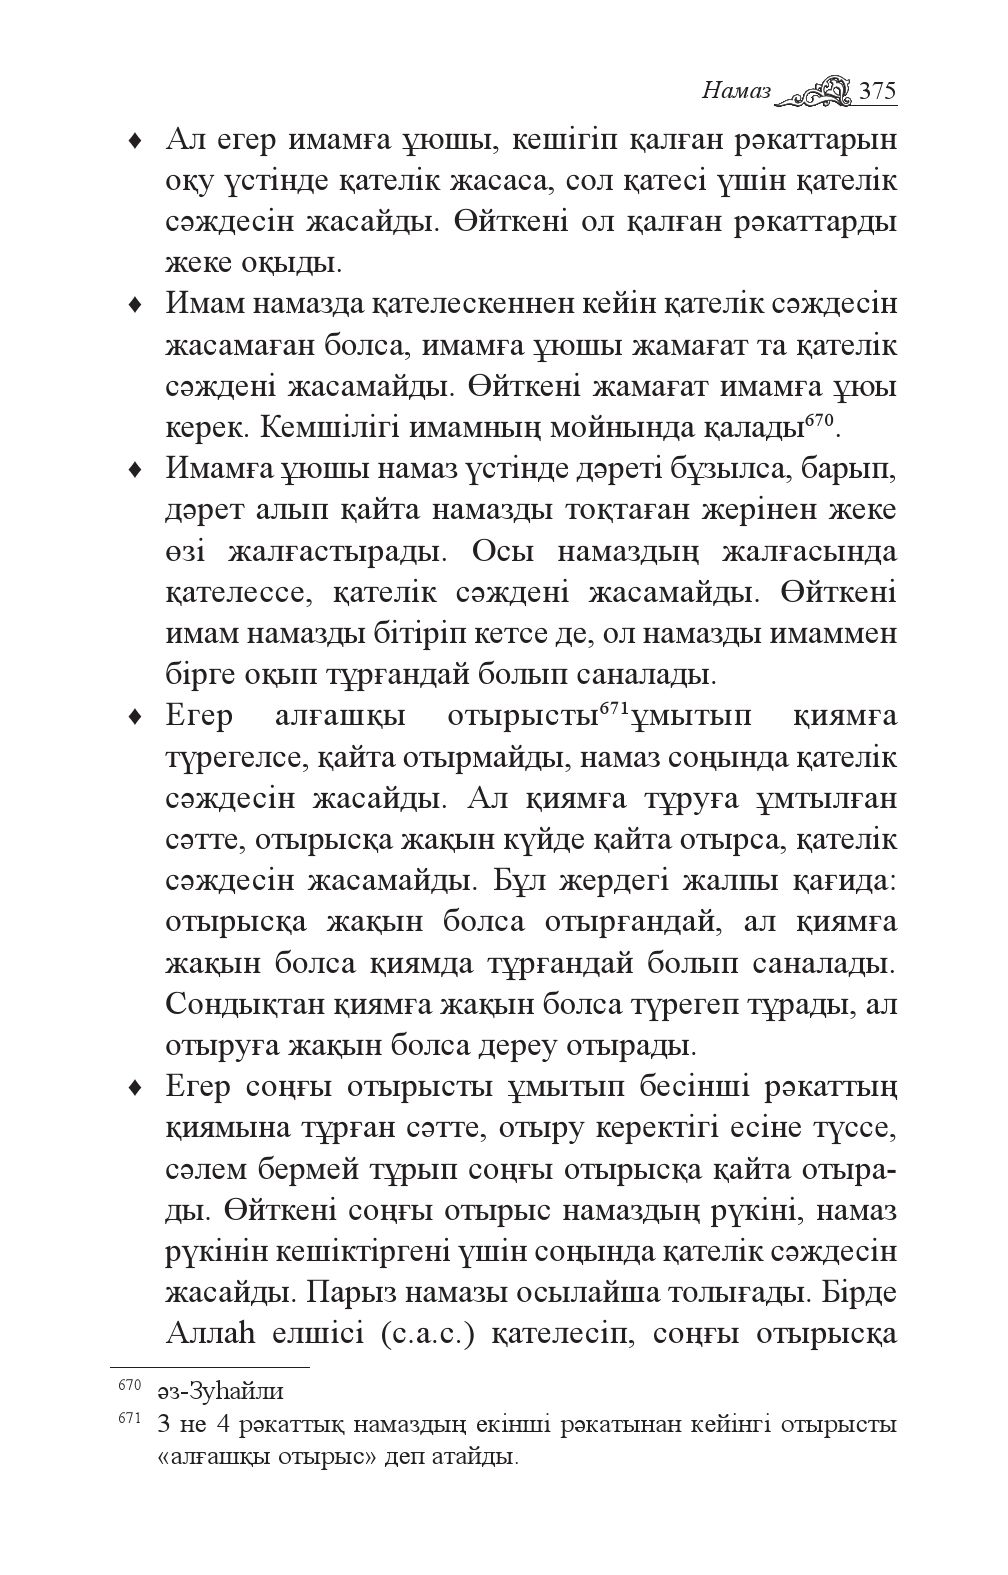 Намаз 375
♦ Ал егер имамға ұюшы, кешігіп қалған рәкаттарын
оқу үстінде қателік жасаса, сол қатесі үшін қателік
сәждесін жасайды. Өйткені ол қалған рәкаттарды
жеке оқыды.
♦ Имам намазда қателескеннен кейін қателік сәждесін
жасамаған болса, имамға ұюшы жамағат та қателік
сәждені жасамайды. Өйткені жамағат имамға ұюы
керек. Кемшілігі имамның мойнында қалады⁶⁷⁰.
♦ Имамға ұюшы намаз үстінде дәреті бұзылса, барып,
дәрет алып қайта намазды тоқтаған жерінен жеке
өзі жалғастырады. Осы намаздың жалғасында
қателессе, қателік сәждені жасамайды. Өйткені
имам намазды бітіріп кетсе де, ол намазды имаммен
бірге оқып тұрғандай болып саналады.
♦ Егер алғашқы отырысты⁶⁷¹ұмытып қиямға
түрегелсе, қайта отырмайды, намаз соңында қателік
сәждесін жасайды. Ал қиямға тұруға ұмтылған
сәтте, отырысқа жақын күйде қайта отырса, қателік
сәждесін жасамайды. Бұл жердегі жалпы қағида:
отырысқа жақын болса отырғандай, ал қиямға
жақын болса қиямда тұрғандай болып саналады.
Сондықтан қиямға жақын болса түрегеп тұрады, ал
отыруға жақын болса дереу отырады.
♦ Егер соңғы отырысты ұмытып бесінші рәкаттың
қиямына тұрған сәтте, отыру керектігі есіне түссе,
сәлем бермей тұрып соңғы отырысқа қайта отыра-
ды. Өйткені соңғы отырыс намаздың рүкіні, намаз
рүкінін кешіктіргені үшін соңында қателік сәждесін
жасайды. Парыз намазы осылайша толығады. Бірде
Аллаһ елшісі (с.а.с.) қателесіп, соңғы отырысқа
⁶⁷⁰ әз-Зуһайли
⁶⁷¹ 3 не 4 рәкаттық намаздың екінші рәкатынан кейінгі отырысты
«алғашқы отырыс» деп атайды.